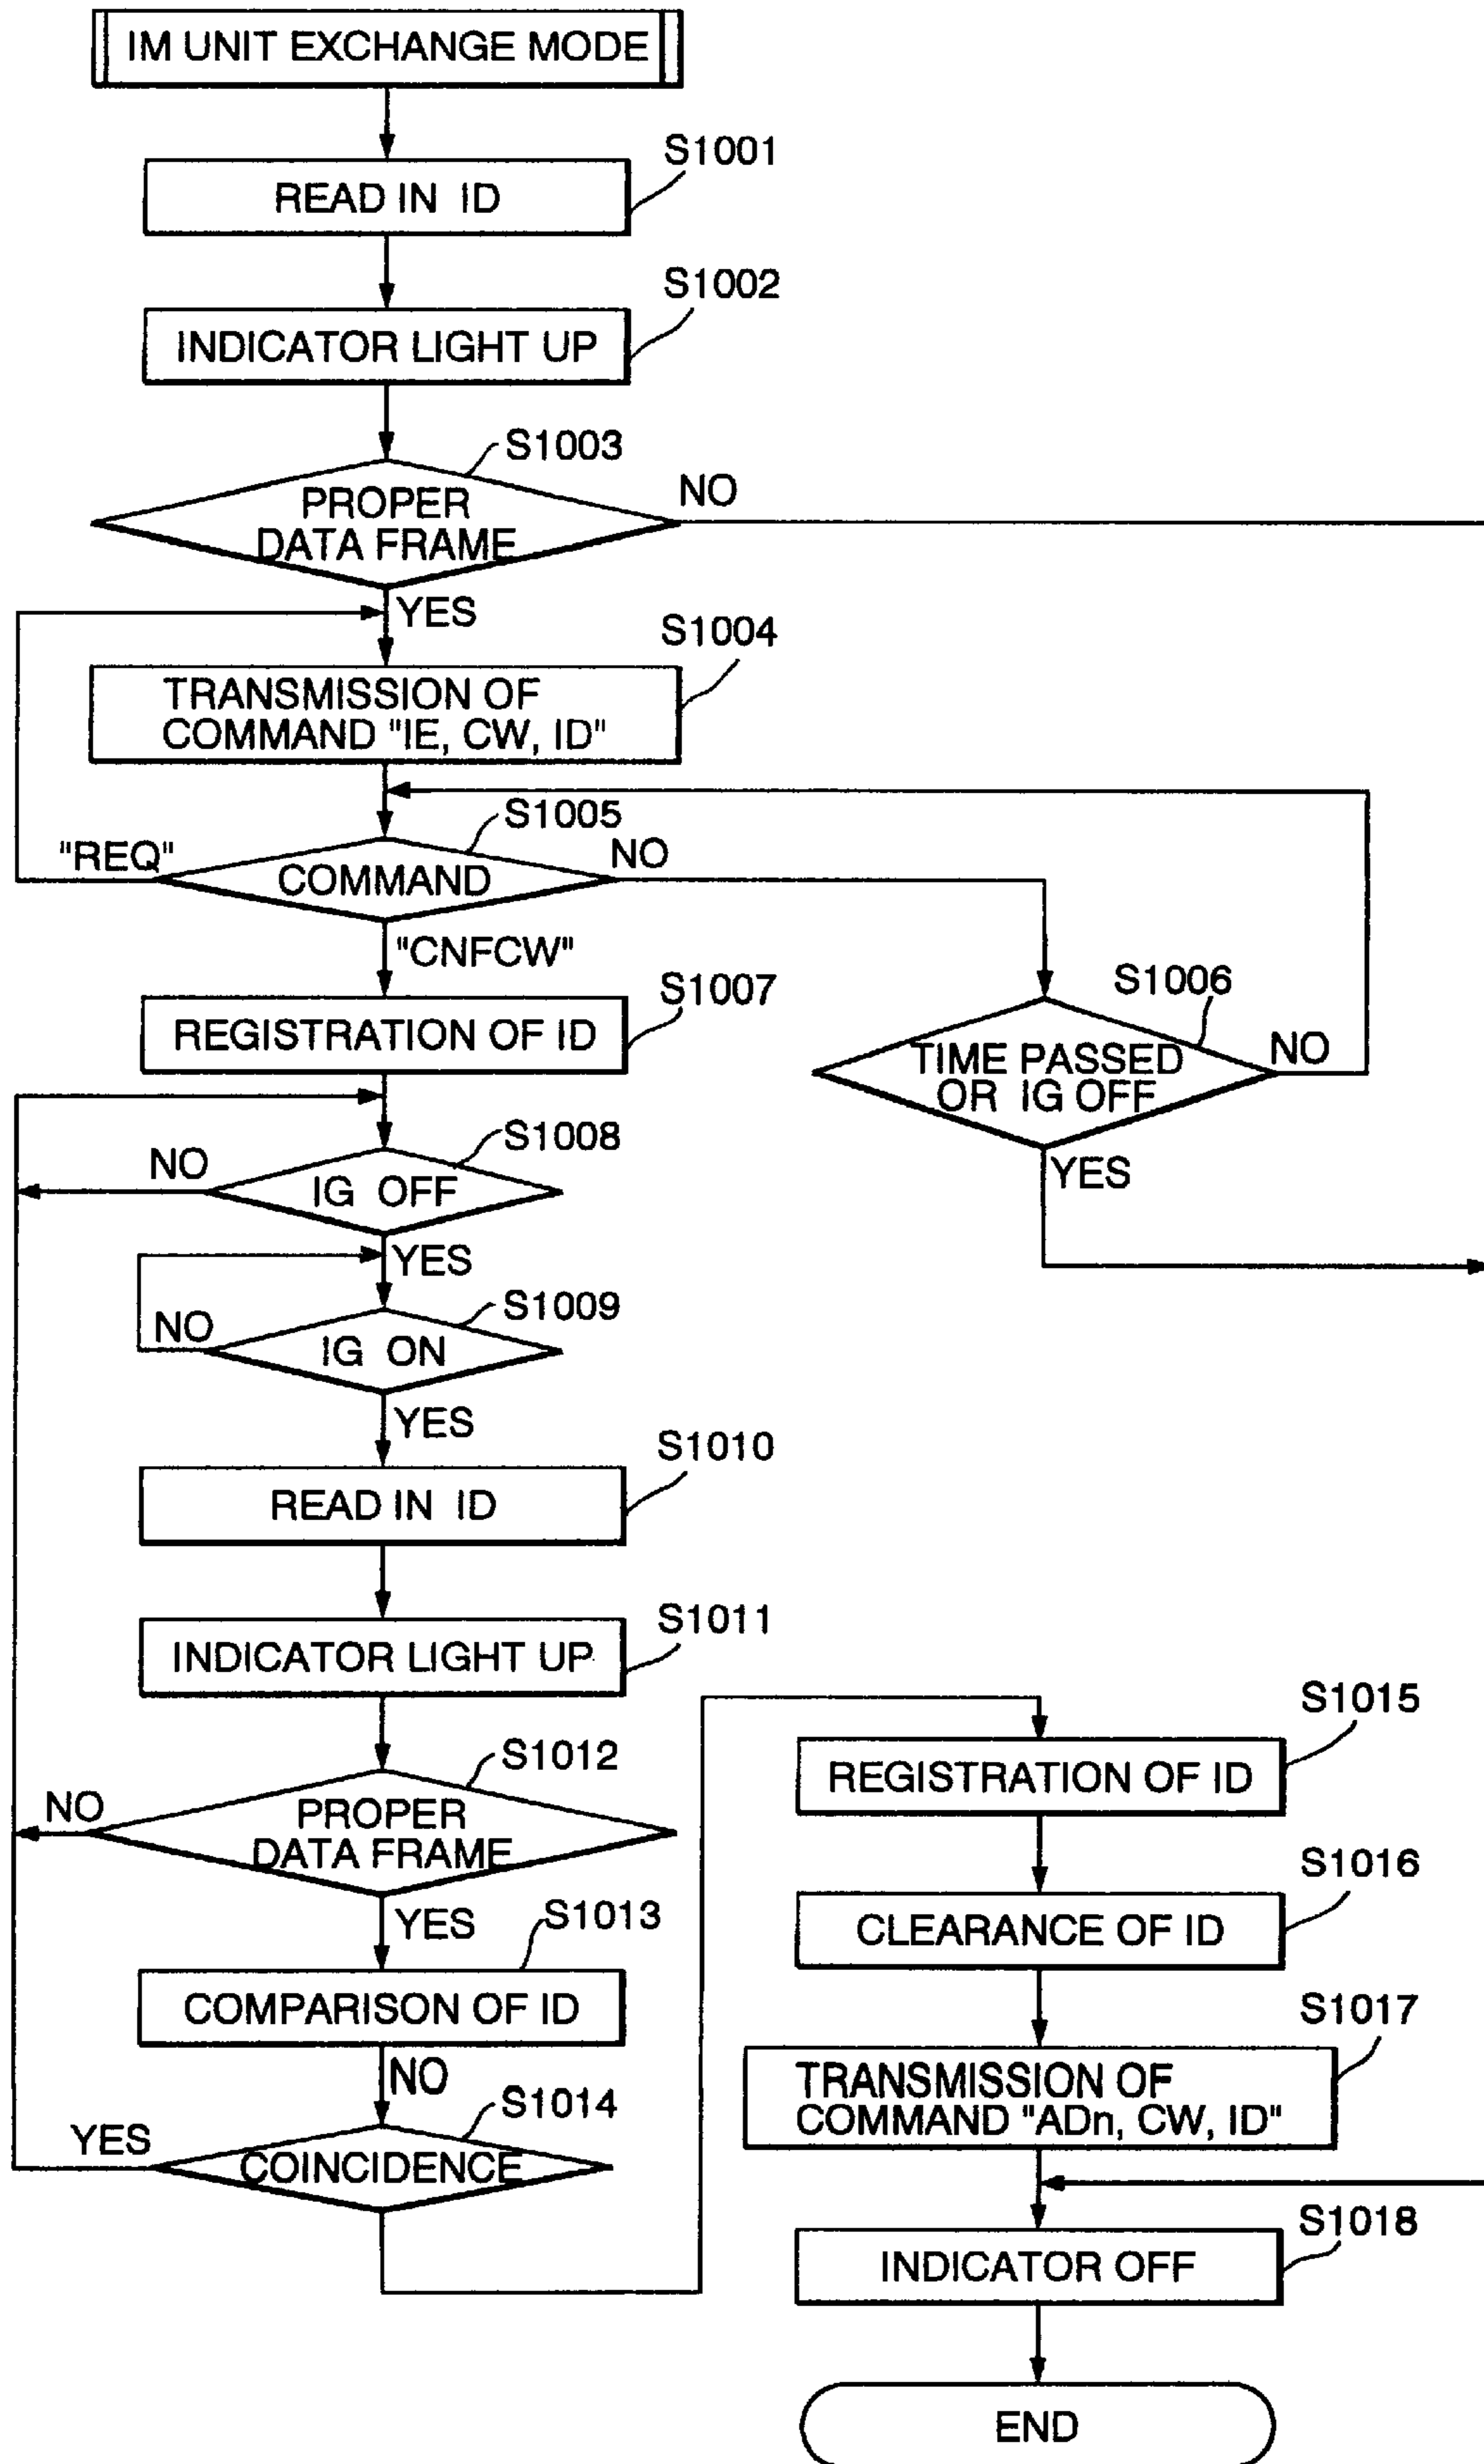 IM UNIT EXCHANGE MODE
S1001
READ IN ID
S1002
INDICATOR LIGHT UP
S1003
PROPER
DATA FRAME
NO
YES
S1004
TRANSMISSION OF
COMMAND "IE, CW, ID"
S1005
"REQ"
COMMAND
NO
"CNFCW"
S1006
TIME PASSED
OR IG OFF
NO
YES
S1007
REGISTRATION OF ID
S1008
NO
IG OFF
YES
S1009
NO
IG ON
YES
S1010
READ IN ID
S1011
INDICATOR LIGHT UP
S1012
NO
PROPER
DATA FRAME
YES
S1013
COMPARISON OF ID
NO
S1014
YES
COINCIDENCE
S1015
REGISTRATION OF ID
S1016
CLEARANCE OF ID
S1017
TRANSMISSION OF
COMMAND "ADn, CW, ID"
S1018
INDICATOR OFF
END